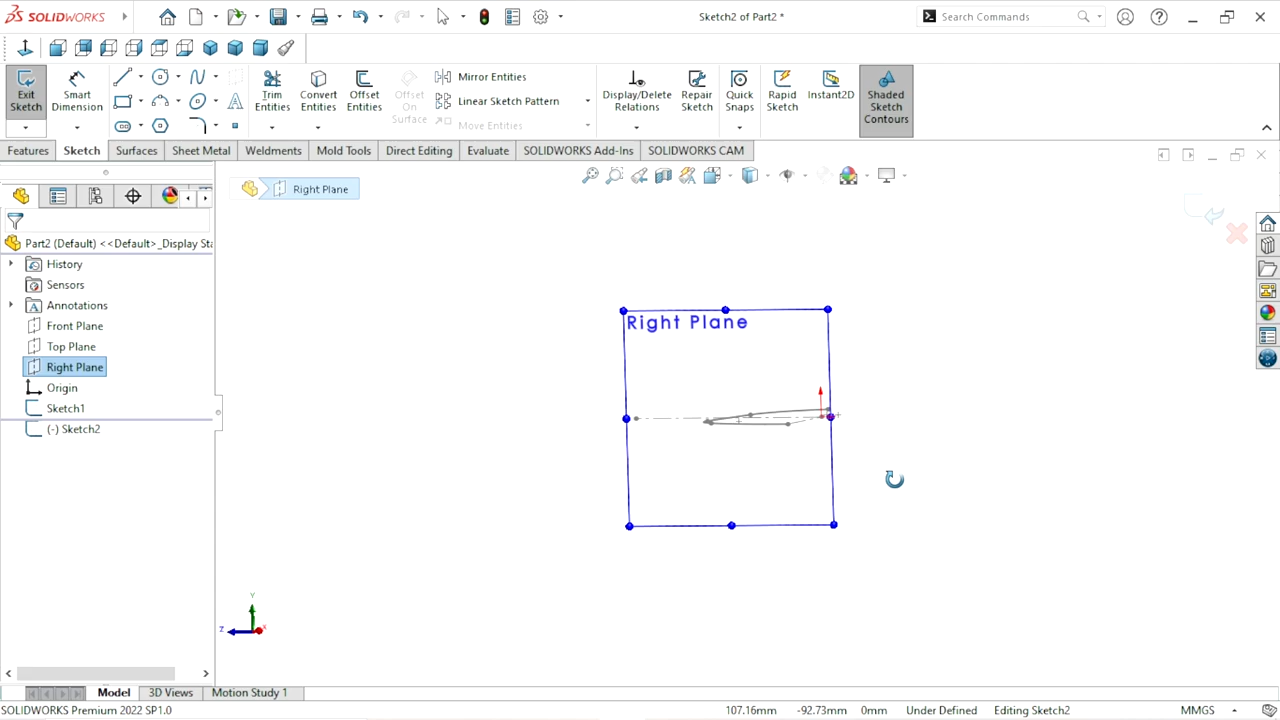 SOLIDWORKS
Sketch2 of Part2 *
Search Commands
Exit Sketch
Smart Dimension
Trim Entities
Convert Entities
Offset Entities
Offset On Surface
Mirror Entities
Linear Sketch Pattern
Move Entities
Display/Delete Relations
Repair Sketch
Quick Snaps
Rapid Sketch
Instant2D
Shaded Sketch Contours
Features
Sketch
Surfaces
Sheet Metal
Weldments
Mold Tools
Direct Editing
Evaluate
SOLIDWORKS Add-Ins
SOLIDWORKS CAM
Right Plane
Part2 (Default) <<Default>_Display Sta
History
Sensors
Annotations
Front Plane
Top Plane
Right Plane
Origin
Sketch1
(-) Sketch2
Right Plane
Y
Z
X
Model
3D Views
Motion Study 1
SOLIDWORKS Premium 2022 SP1.0
107.16mm
-92.73mm
0mm
Under Defined
Editing Sketch2
MMGS